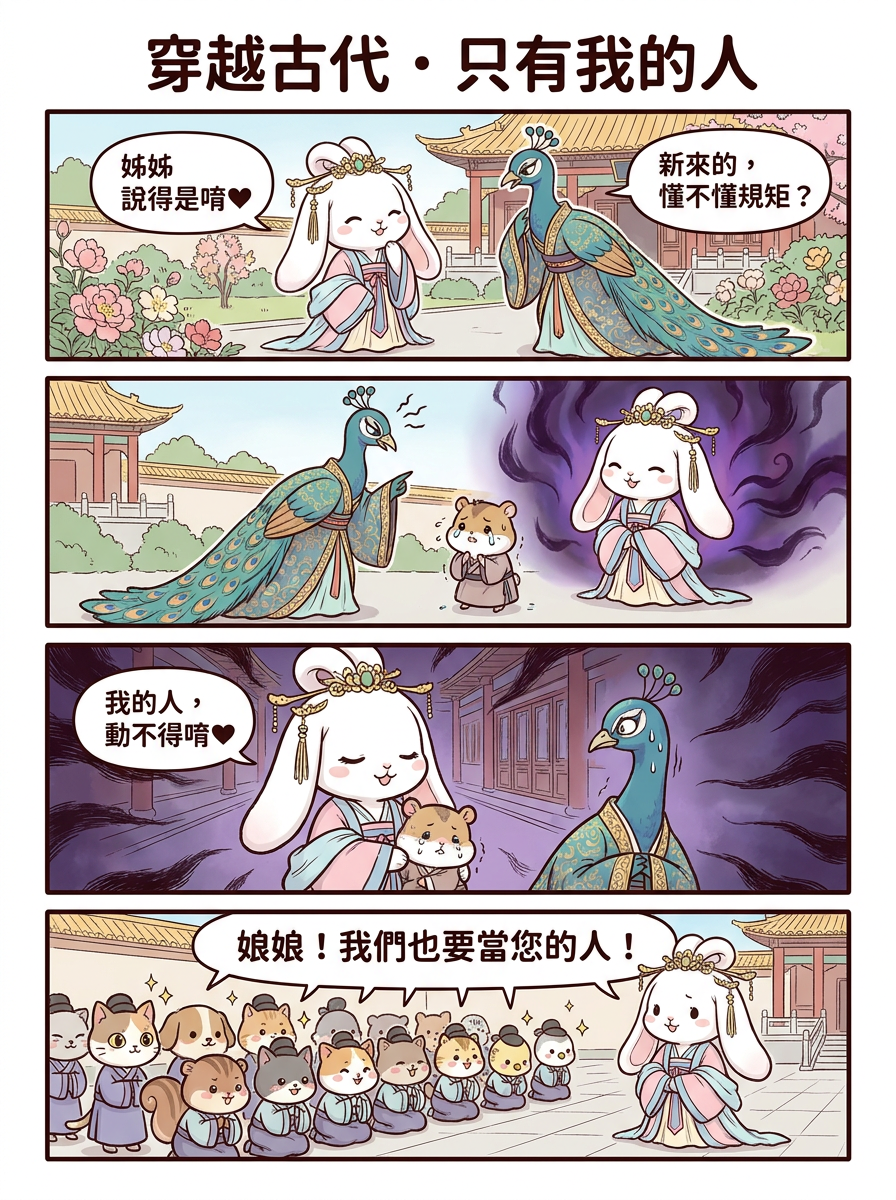 穿越古代・只有我的人
姊姊
說得是唷♥
新來的，
懂不懂規矩？
我的人，
動不得唷♥
娘娘！我們也要當您的人！